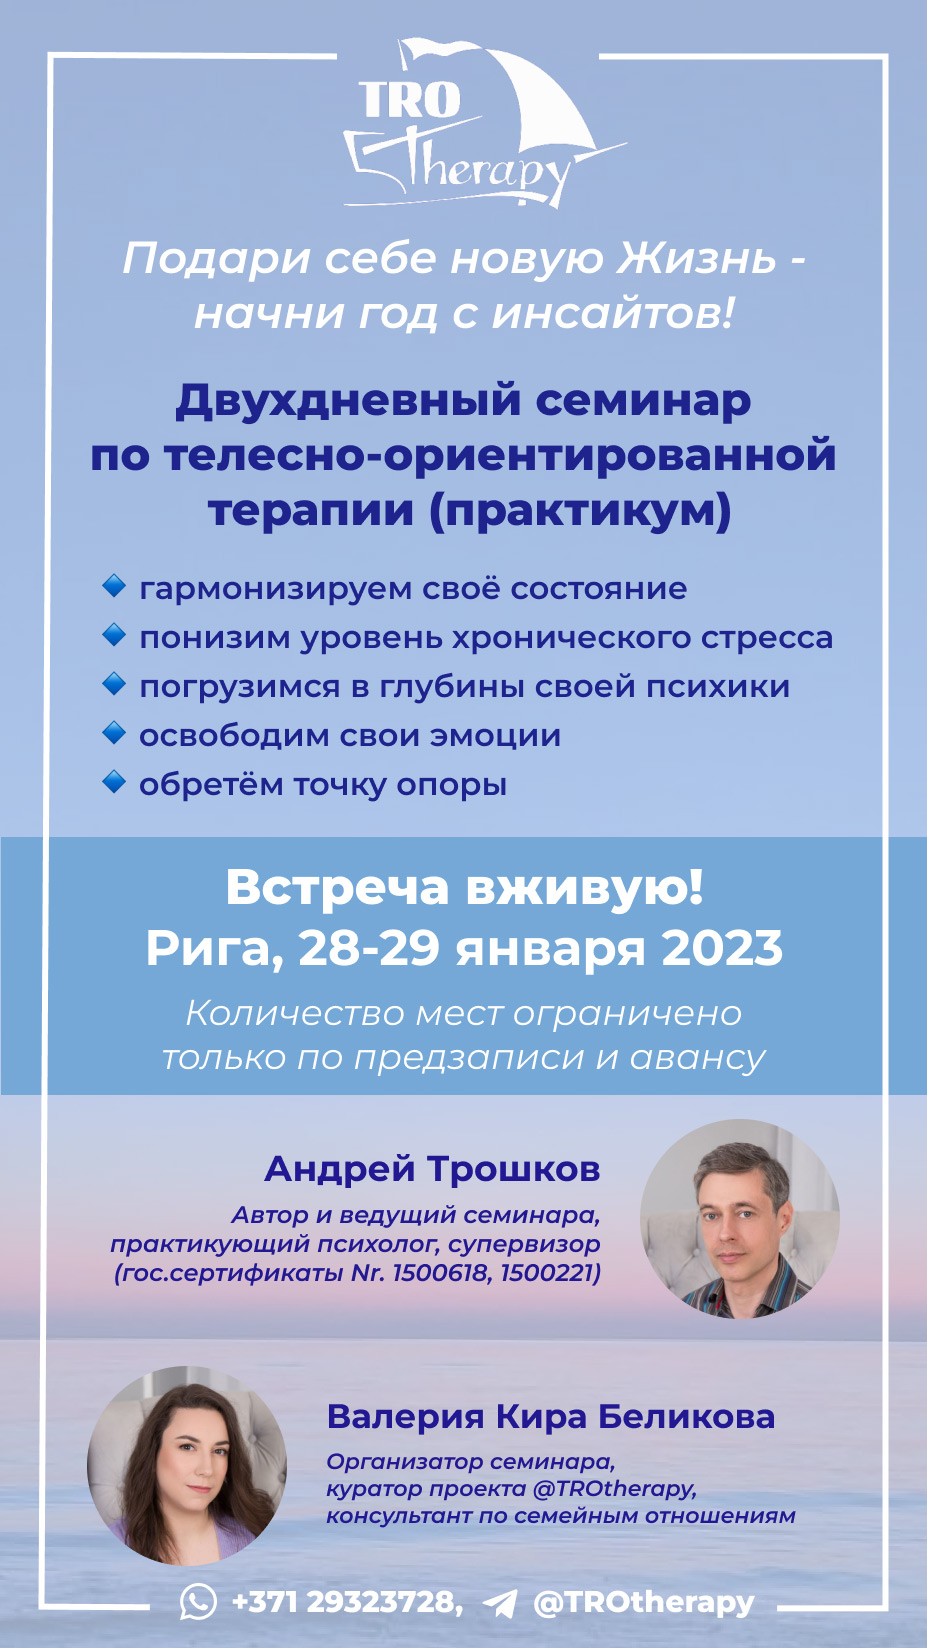 TRO
Therapy
Подари себе новую Жизнь -
начни год с инсайтов!
Двухдневный семинар
по телесно-ориентированной
терапии (практикум)
гармонизируем своё состояние
понизим уровень хронического стресса
погрузимся в глубины своей психики
освободим свои эмоции
обретём точку опоры
Встреча вживую!
Рига, 28-29 января 2023
Количество мест ограничено
только по предзаписи и авансу
Андрей Трошков
Автор и ведущий семинара,
практикующий психолог, супервизор
(гос.сертификаты Nr. 1500618, 1500221)
Валерия Кира Беликова
Организатор семинара,
куратор проекта @TROtherapy,
консультант по семейным отношениям
+371 29323728, @TROtherapy